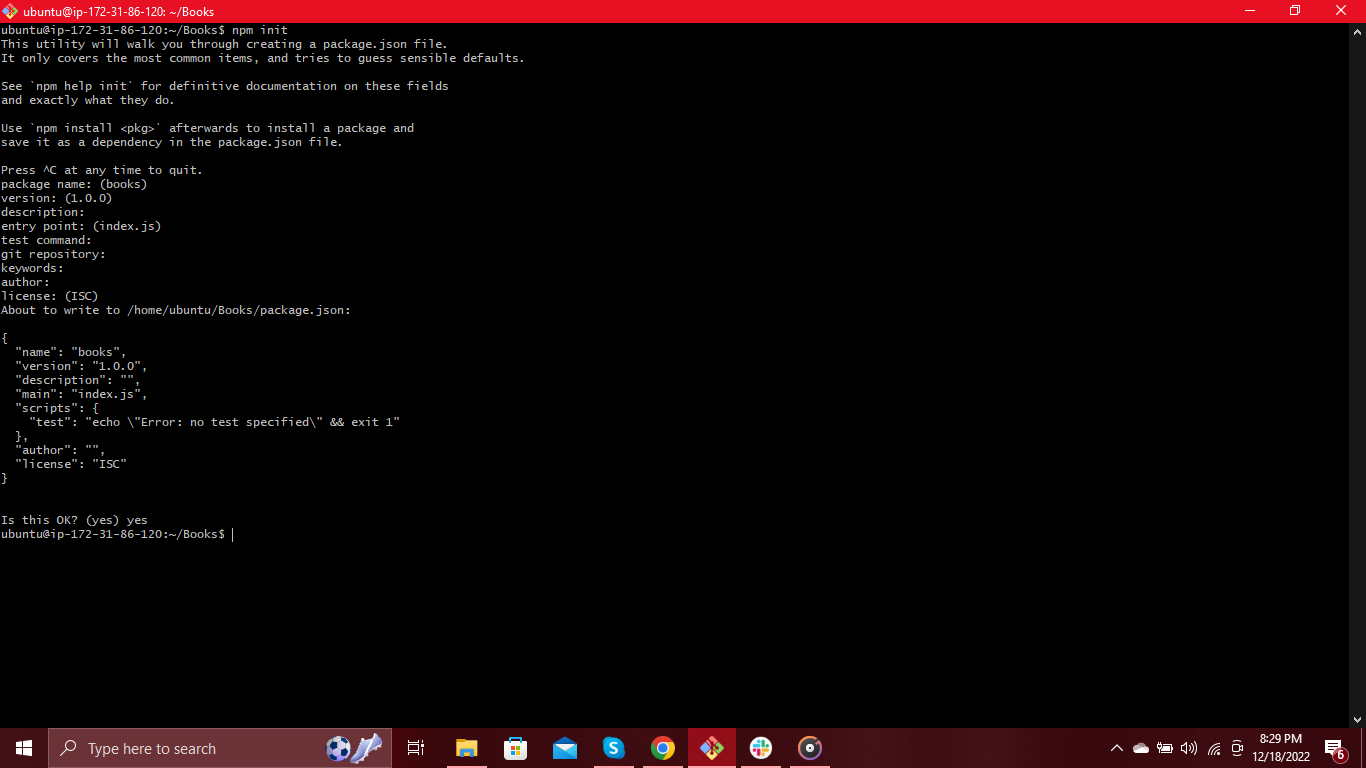 ubuntu@ip-172-31-86-120: ~/Books
ubuntu@ip-172-31-86-120:~/Books$ npm init
This utility will walk you through creating a package.json file.
It only covers the most common items, and tries to guess sensible defaults.
See `npm help init` for definitive documentation on these fields
and exactly what they do.
Use `npm install <pkg>` afterwards to install a package and
save it as a dependency in the package.json file.
Press ^C at any time to quit.
package name: (books)
version: (1.0.0)
description:
entry point: (index.js)
test command:
git repository:
keywords:
author:
license: (ISC)
About to write to /home/ubuntu/Books/package.json:
{
  "name": "books",
  "version": "1.0.0",
  "description": "",
  "main": "index.js",
  "scripts": {
    "test": "echo \"Error: no test specified\" && exit 1"
  },
  "author": "",
  "license": "ISC"
}
Is this OK? (yes) yes
ubuntu@ip-172-31-86-120:~/Books$
Type here to search
8:29 PM
12/18/2022
6